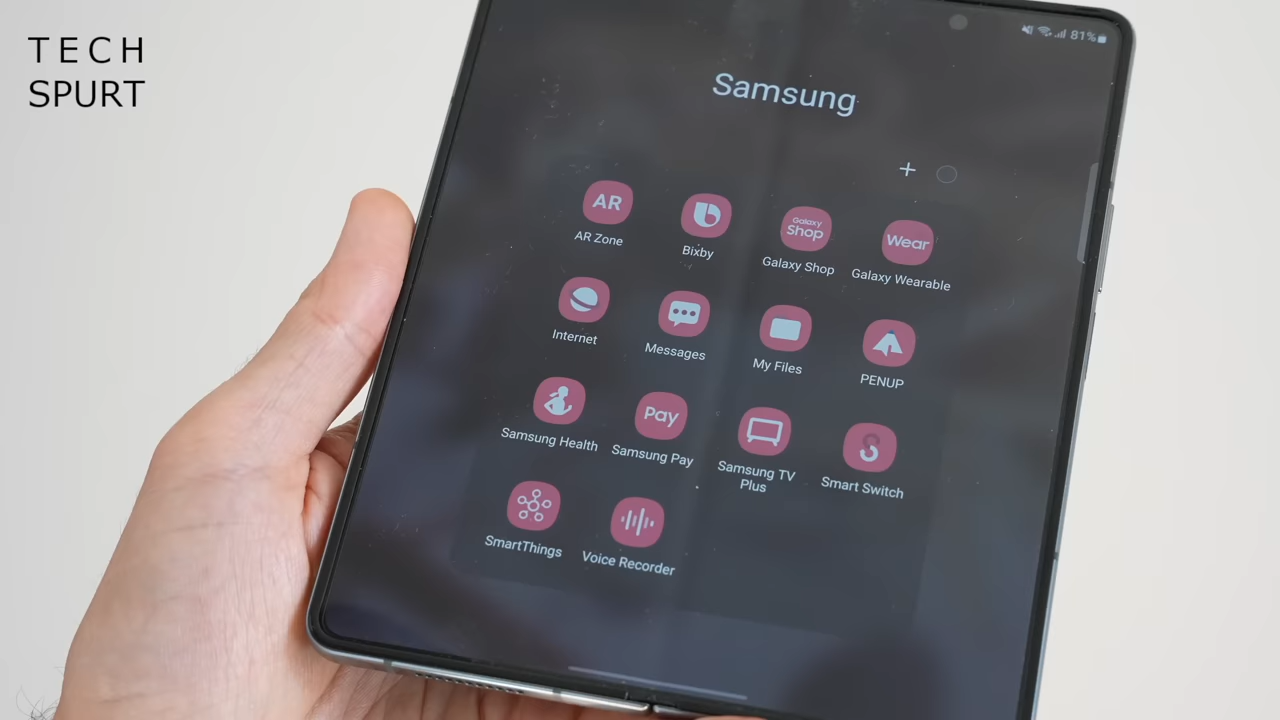 TECH
SPURT
81%
Samsung
AR
AR Zone
Bixby
Galaxy
Shop
Galaxy Shop
Wear
Galaxy Wearable
Internet
Messages
My Files
PENUP
Samsung Health
Pay
Samsung Pay
Samsung TV
Plus
Smart Switch
SmartThings
Voice Recorder